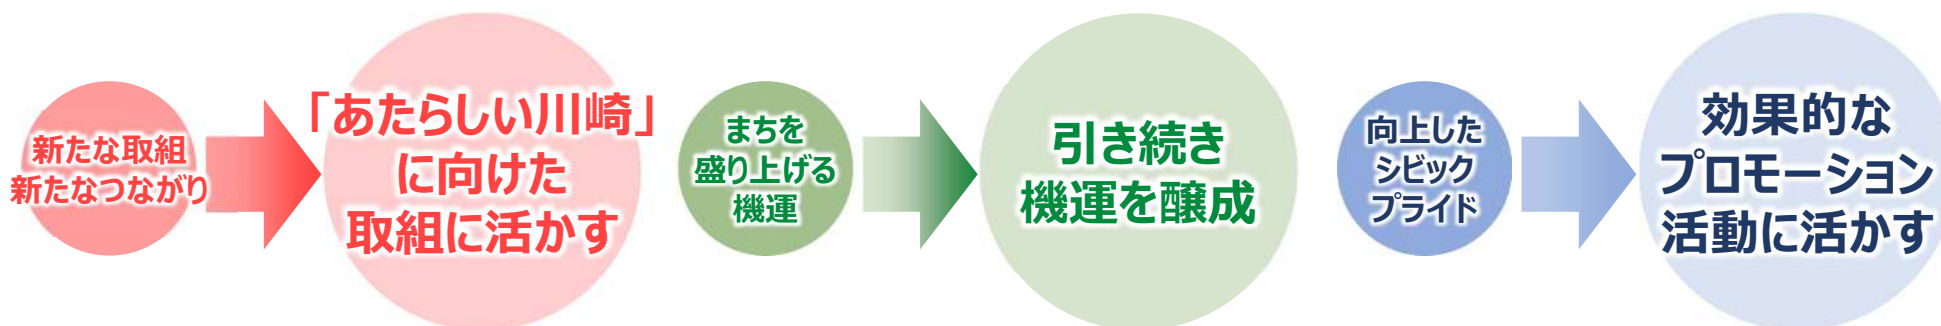 新たな取組
新たなつながり
「あたらしい川崎」
に向けた
取組に活かす
まちを
盛り上げる
機運
引き続き
機運を醸成
向上した
シビック
プライド
効果的な
プロモーション
活動に活かす